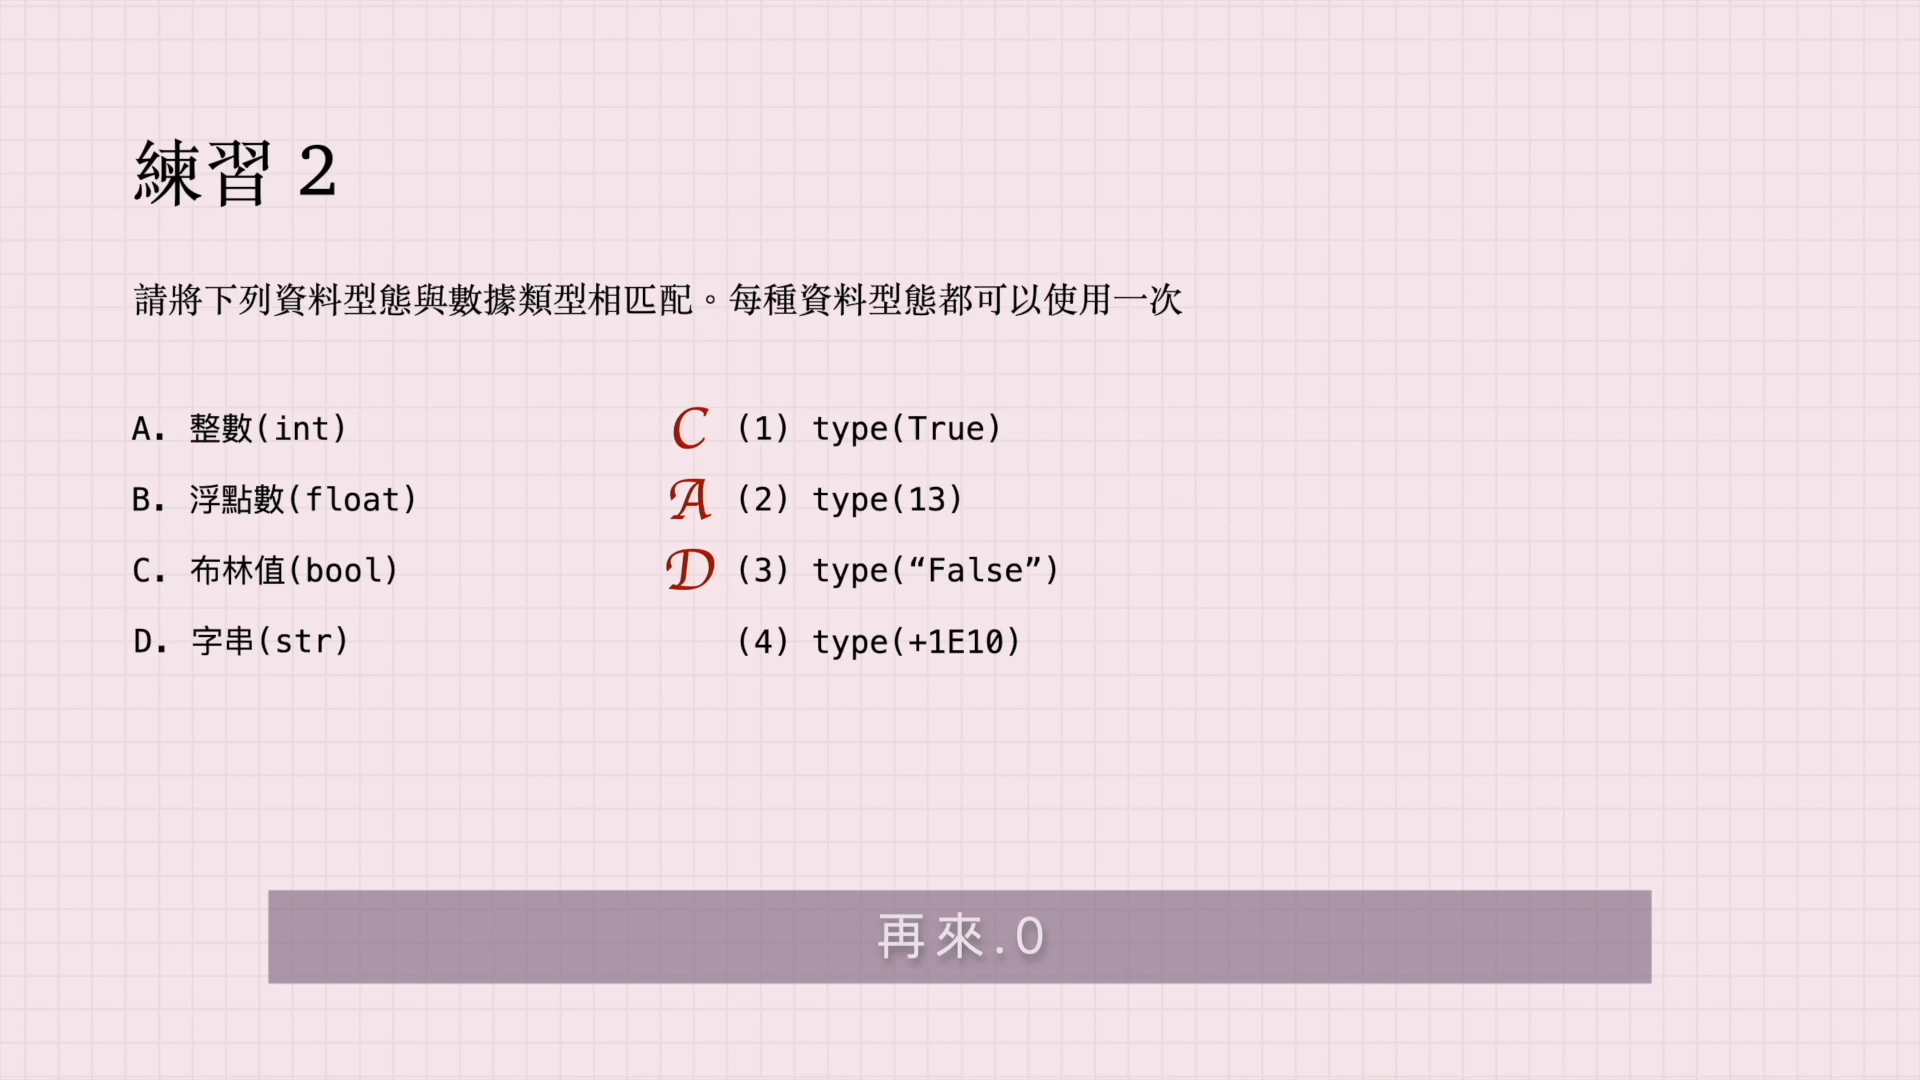 練習 2
請將下列資料型態與數據類型相匹配。每種資料型態都可以使用一次
A. 整數(int)
B. 浮點數(float)
C. 布林值(bool)
D. 字串(str)
C (1) type(True)
A (2) type(13)
D (3) type(“False”)
(4) type(+1E10)
再來.0